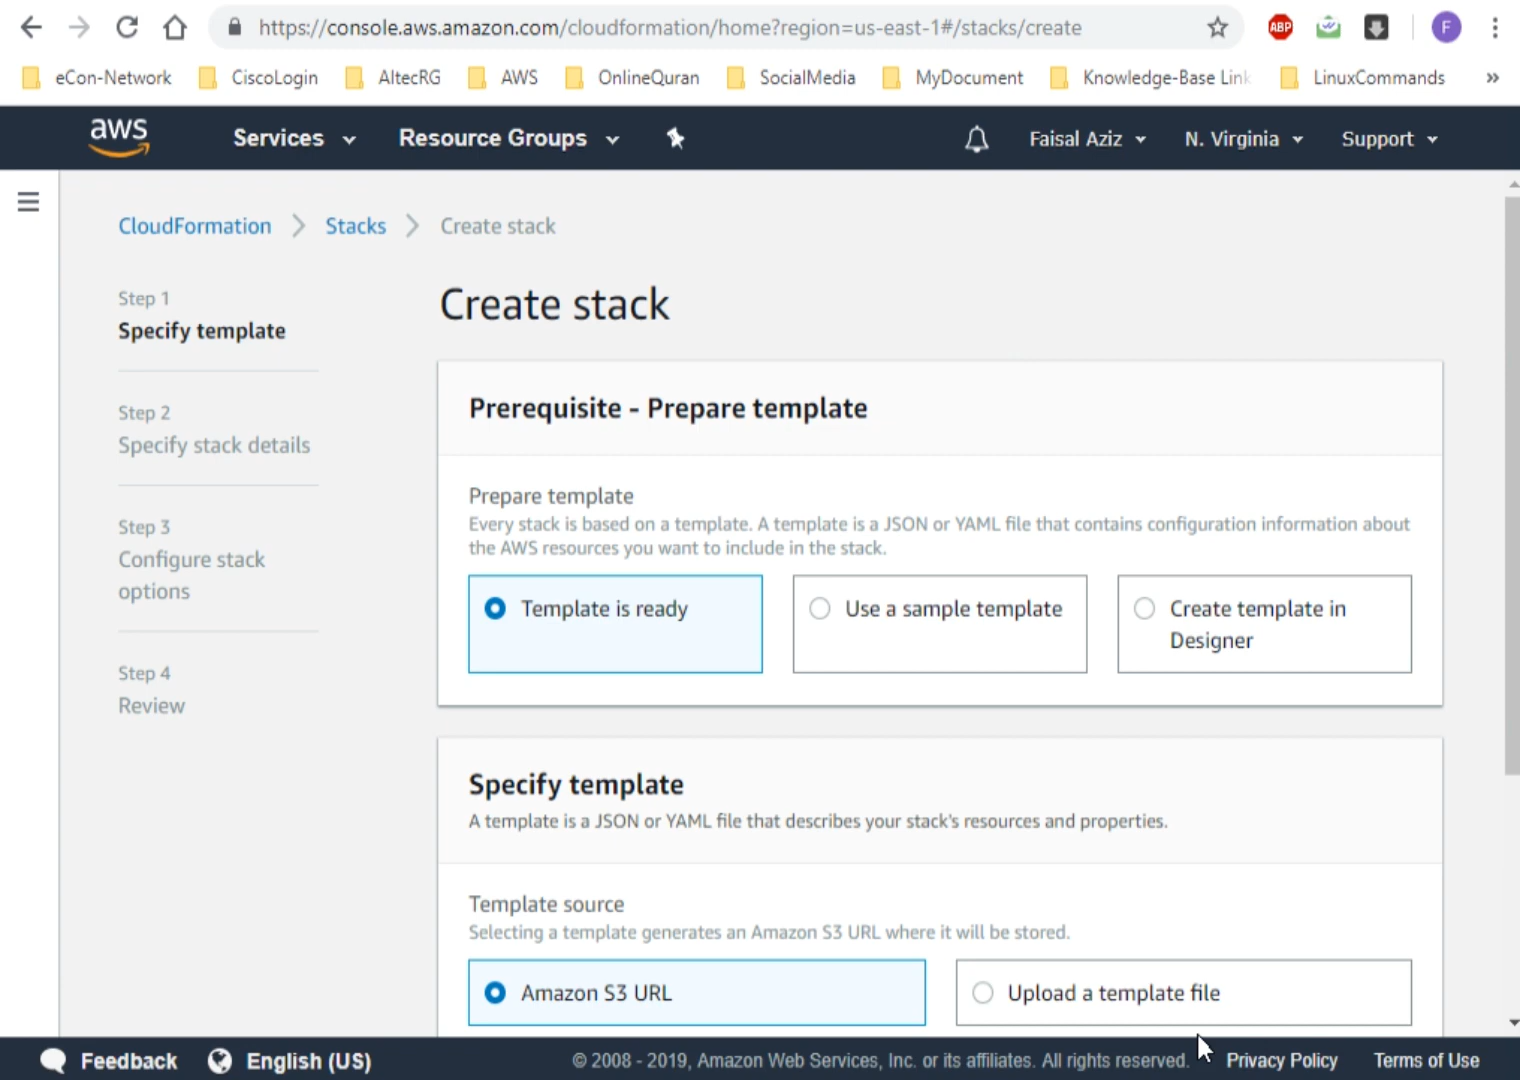 https://console.aws.amazon.com/cloudformation/home?region=us-east-1#/stacks/create
ABP
F
eCon-Network
CiscoLogin
AltecRG
AWS
OnlineQuran
SocialMedia
MyDocument
Knowledge-Base Link
LinuxCommands
»
aws
Services
Resource Groups
Faisal Aziz
N. Virginia
Support
CloudFormation
Stacks
Create stack
Step 1
Specify template
Step 2
Specify stack details
Step 3
Configure stack
options
Step 4
Review
Create stack
Prerequisite - Prepare template
Prepare template
Every stack is based on a template. A template is a JSON or YAML file that contains configuration information about
the AWS resources you want to include in the stack.
Template is ready
Use a sample template
Create template in
Designer
Specify template
A template is a JSON or YAML file that describes your stack's resources and properties.
Template source
Selecting a template generates an Amazon S3 URL where it will be stored.
Amazon S3 URL
Upload a template file
Feedback
English (US)
© 2008 - 2019, Amazon Web Services, Inc. or its affiliates. All rights reserved.
Privacy Policy
Terms of Use